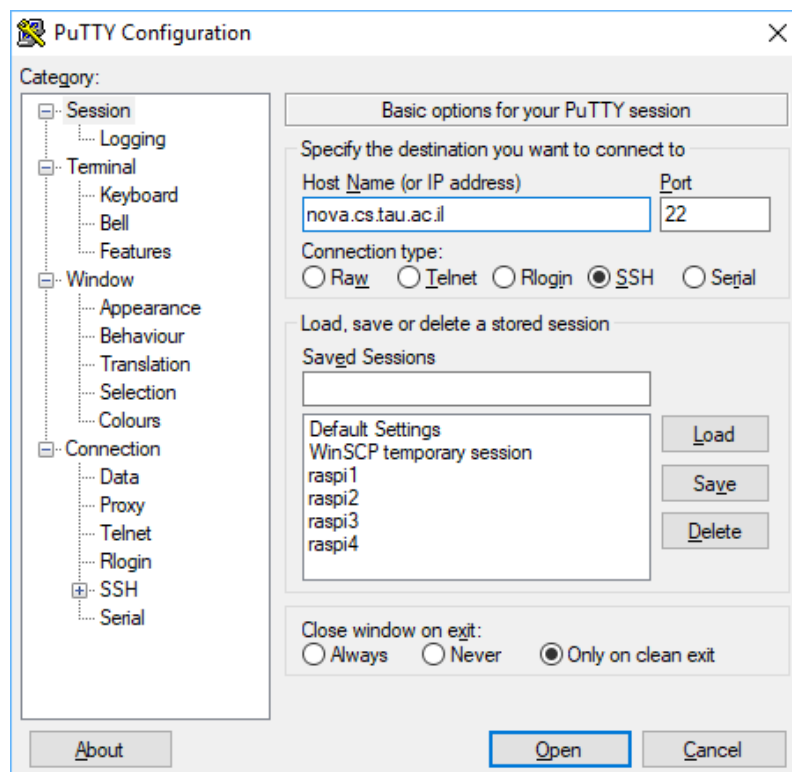 PuTTY Configuration
Category:
Session
Logging
Terminal
Keyboard
Bell
Features
Window
Appearance
Behaviour
Translation
Selection
Colours
Connection
Data
Proxy
Telnet
Rlogin
SSH
Serial
Basic options for your PuTTY session
Specify the destination you want to connect to
Host Name (or IP address) Port
nova.cs.tau.ac.il 22
Connection type:
Raw Telnet Rlogin SSH Serial
Load, save or delete a stored session
Saved Sessions
Default Settings
WinSCP temporary session
raspi1
raspi2
raspi3
raspi4
Load
Save
Delete
Close window on exit:
Always Never Only on clean exit
About Open Cancel